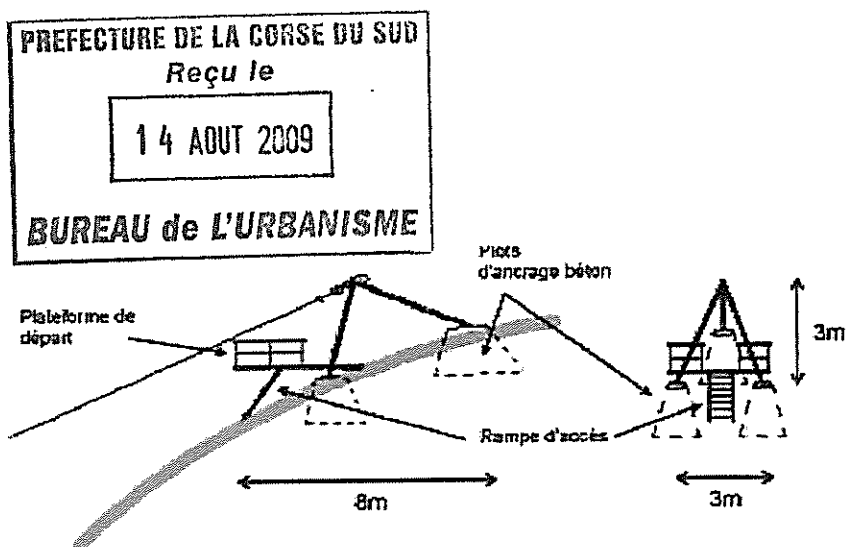 PREFECTURE DE LA CORSE DU SUD
Reçu le
14 AOUT 2009
BUREAU de L'URBANISME
Plots
d'ancrage béton
Plateforme de
départ
3m
Rampe d'accès
8m
3m